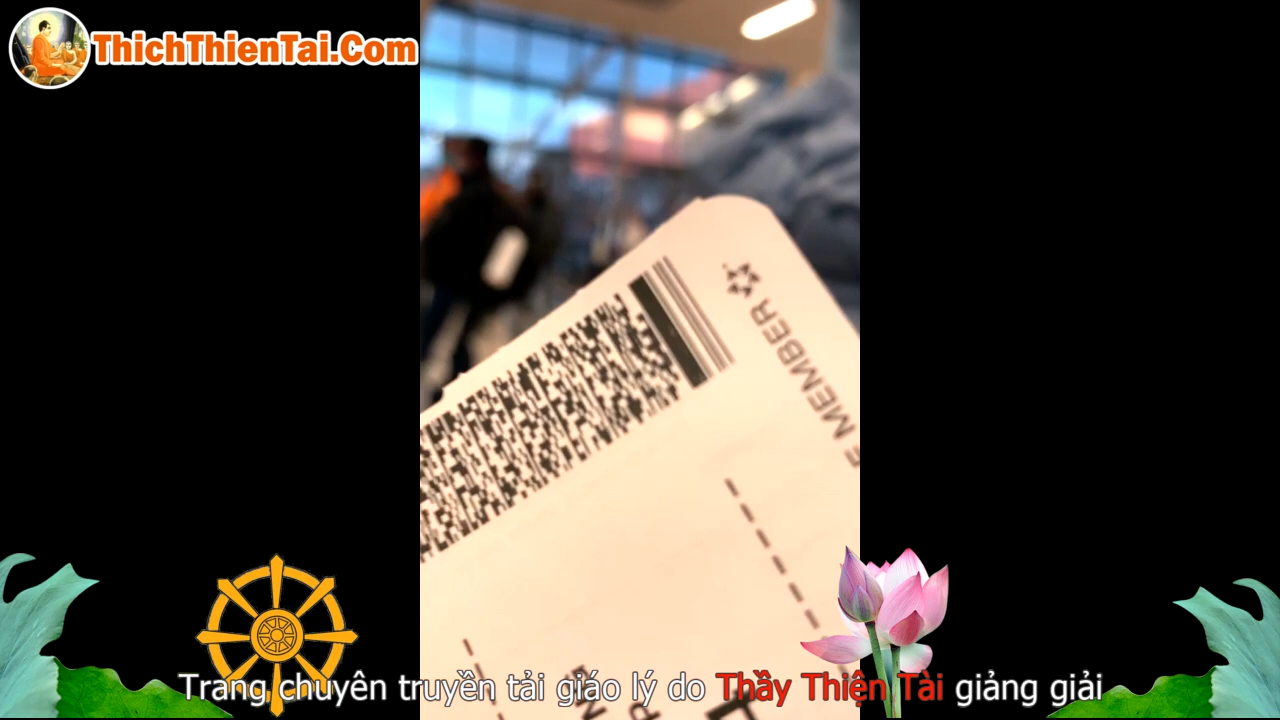 ThichThienTai.Com
MEMBER
Trang chuyên truyền tải giáo lý do Thầy Thiện Tài giảng giải